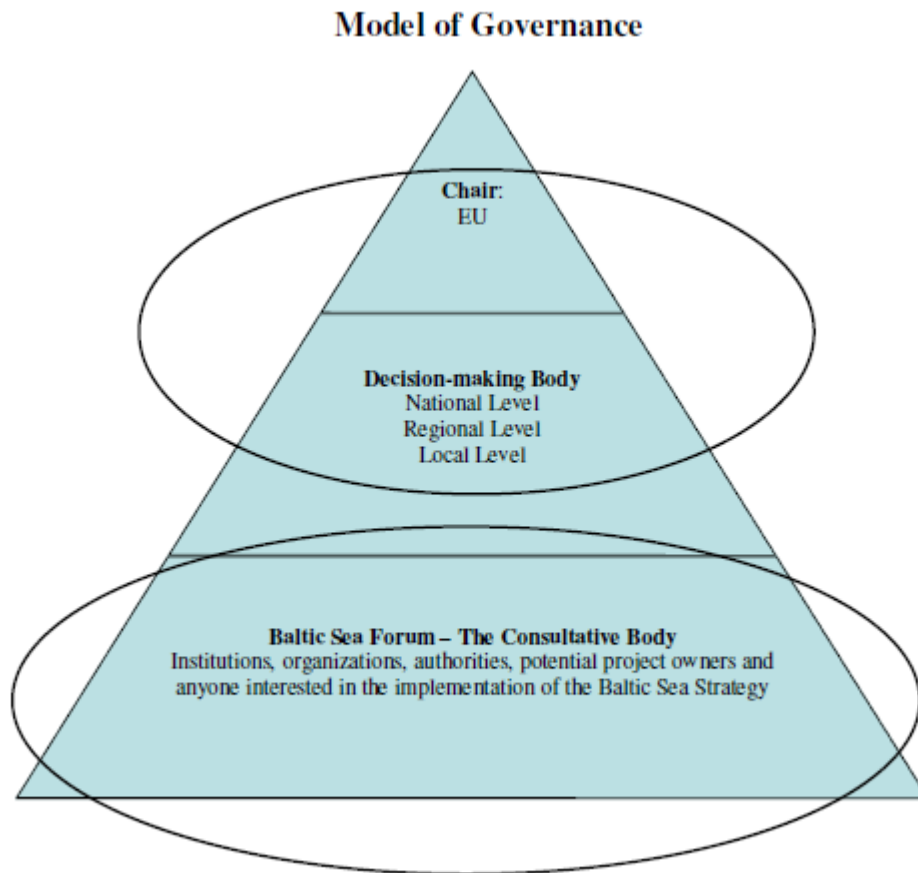 Model of Governance
Chair:
EU
Decision-making Body
National Level
Regional Level
Local Level
Baltic Sea Forum – The Consultative Body
Institutions, organizations, authorities, potential project owners and
anyone interested in the implementation of the Baltic Sea Strategy